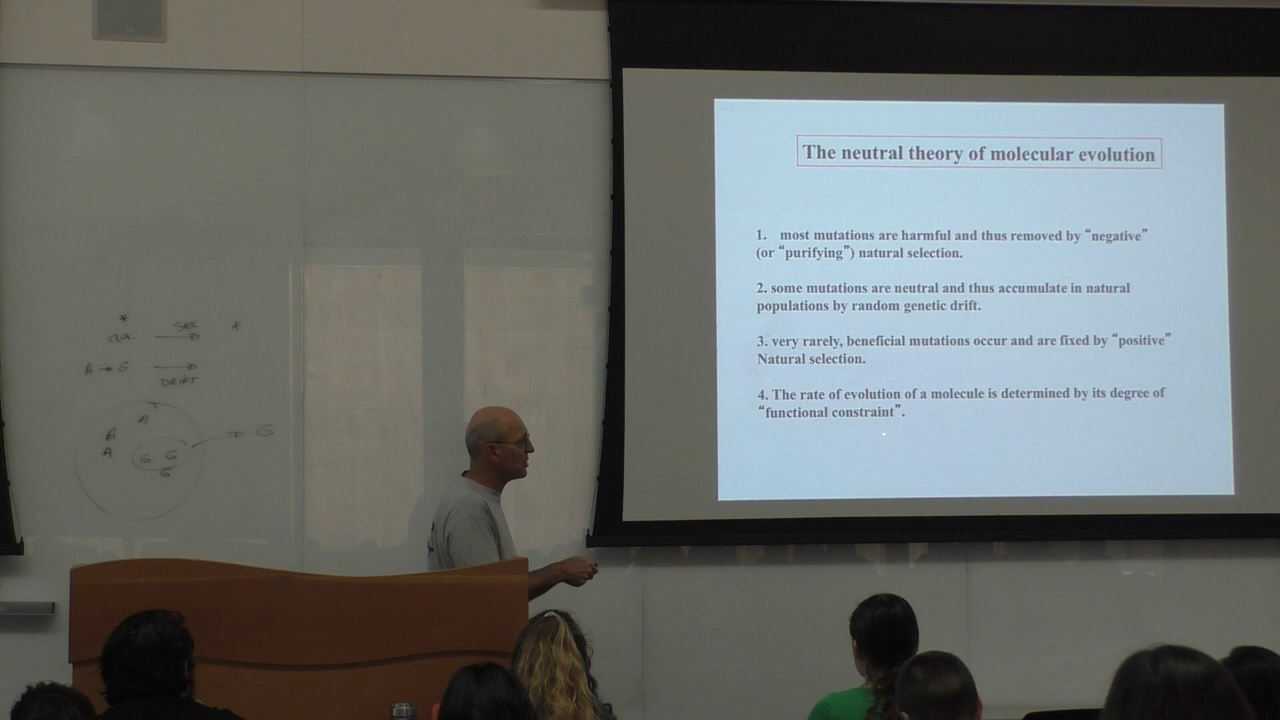 The neutral theory of molecular evolution
1. most mutations are harmful and thus removed by “negative”
(or “purifying”) natural selection.
2. some mutations are neutral and thus accumulate in natural
populations by random genetic drift.
3. very rarely, beneficial mutations occur and are fixed by “positive”
Natural selection.
4. The rate of evolution of a molecule is determined by its degree of
“functional constraint”.
* SEL *
aa. →
A → G →
DRIFT
A
A
A G G → G
G